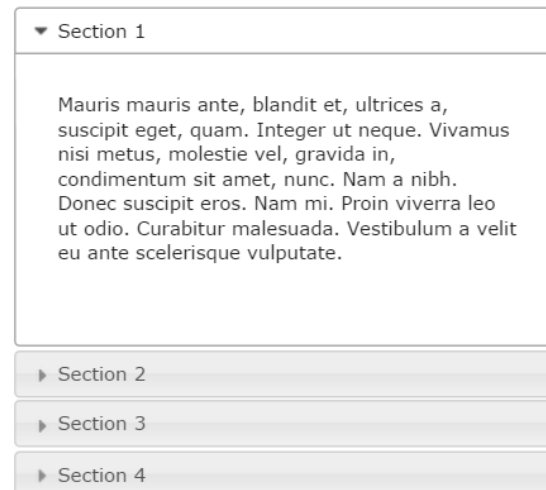 Section 1
Mauris mauris ante, blandit et, ultrices a,
suscipit eget, quam. Integer ut neque. Vivamus
nisi metus, molestie vel, gravida in,
condimentum sit amet, nunc. Nam a nibh.
Donec suscipit eros. Nam mi. Proin viverra leo
ut odio. Curabitur malesuada. Vestibulum a velit
eu ante scelerisque vulputate.
Section 2
Section 3
Section 4